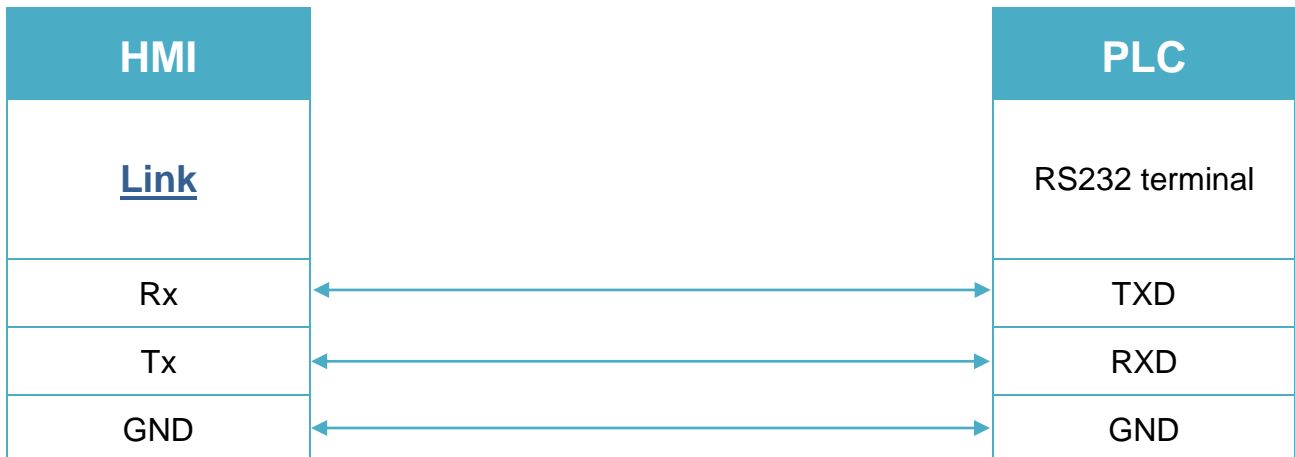 HMI
PLC
Link
RS232 terminal
Rx
TXD
Tx
RXD
GND
GND